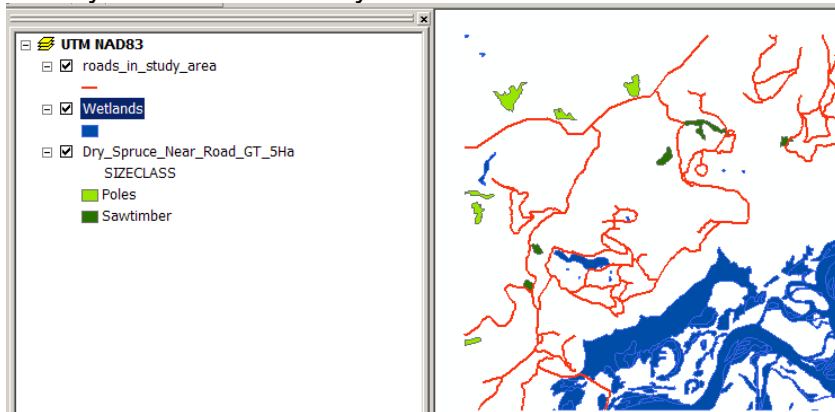 UTM NAD83
roads_in_study_area
Wetlands
Dry_Spruce_Near_Road_GT_5Ha
SIZECLASS
Poles
Sawtimber